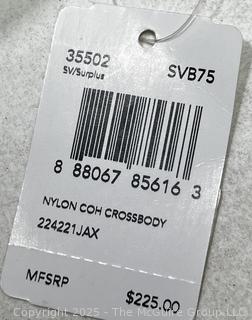 35502
SV/Surplus
SVB75
8 88067 85616 3
NYLON COH CROSSBODY
224221JAX
MFSRP
$225.00
Copyright 2025 - The McGuire Group LLC